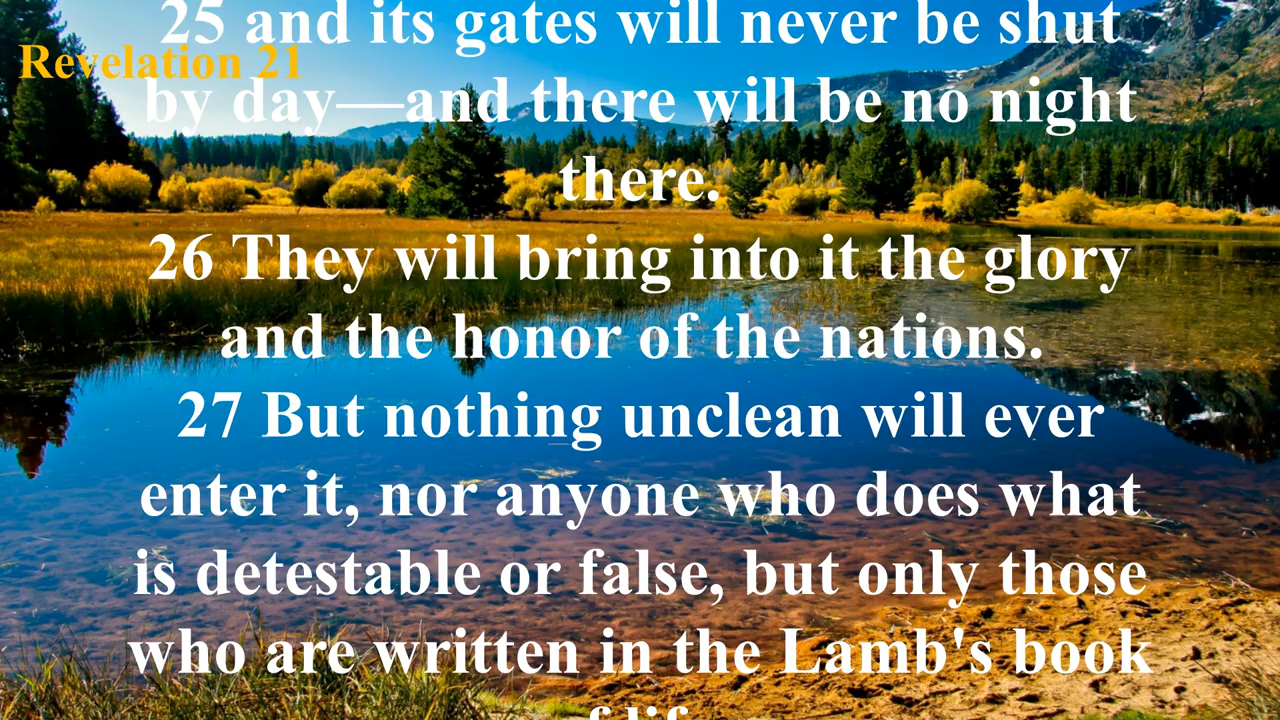 25 and its gates will never be shut
Revelation 21
by day—and there will be no night
there.
26 They will bring into it the glory
and the honor of the nations.
27 But nothing unclean will ever
enter it, nor anyone who does what
is detestable or false, but only those
who are written in the Lamb's book